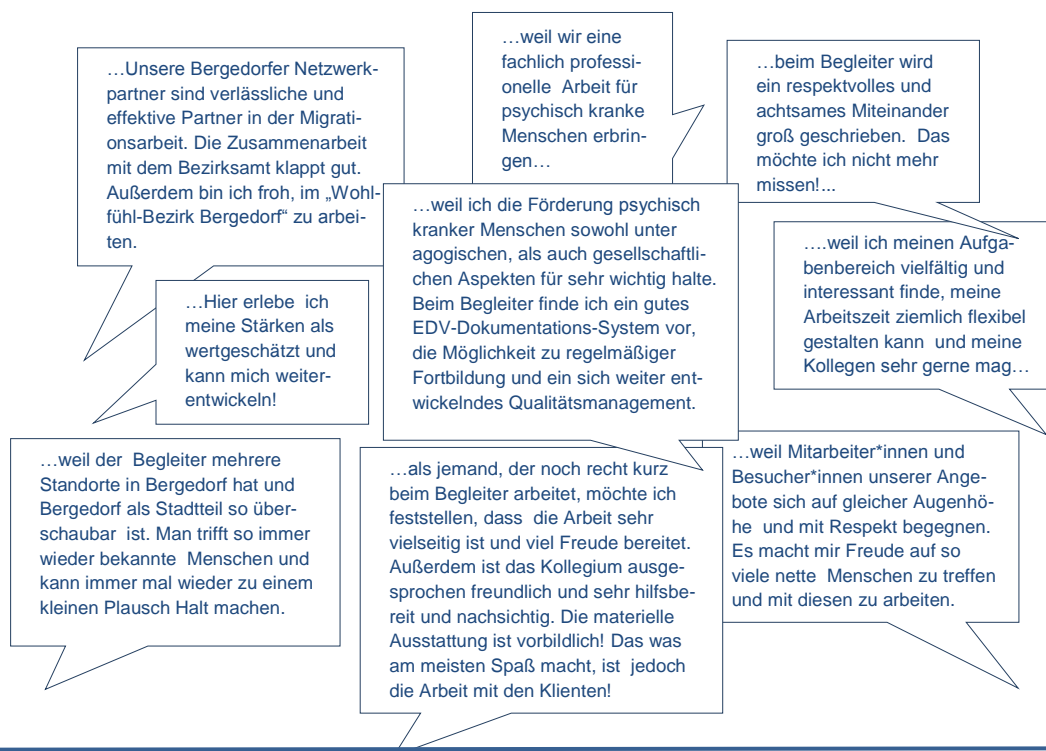 …Unsere Bergedorfer Netzwerk-
partner sind verlässliche und
effektive Partner in der Migrati-
onsarbeit. Die Zusammenarbeit
mit dem Bezirksamt klappt gut.
Außerdem bin ich froh, im „Wohl-
fühl-Bezirk Bergedorf“ zu arbei-
ten.
…weil wir eine
fachlich professi-
onelle Arbeit für
psychisch kranke
Menschen erbrin-
gen…
…beim Begleiter wird
ein respektvolles und
achtsames Miteinander
groß geschrieben. Das
möchte ich nicht mehr
missen!...
…weil ich die Förderung psychisch
kranker Menschen sowohl unter
agogischen, als auch gesellschaftli-
chen Aspekten für sehr wichtig halte.
Beim Begleiter finde ich ein gutes
EDV-Dokumentations-System vor,
die Möglichkeit zu regelmäßiger
Fortbildung und ein sich weiter ent-
wickelndes Qualitätsmanagement.
….weil ich meinen Aufga-
benbereich vielfältig und
interessant finde, meine
Arbeitszeit ziemlich flexibel
gestalten kann und meine
Kollegen sehr gerne mag…
…Hier erlebe ich
meine Stärken als
wertgeschätzt und
kann mich weiter-
entwickeln!
…weil der Begleiter mehrere
Standorte in Bergedorf hat und
Bergedorf als Stadtteil so über-
schaubar ist. Man trifft so immer
wieder bekannte Menschen und
kann immer mal wieder zu einem
kleinen Plausch Halt machen.
…als jemand, der noch recht kurz
beim Begleiter arbeitet, möchte ich
feststellen, dass die Arbeit sehr
vielseitig ist und viel Freude bereitet.
Außerdem ist das Kollegium ausge-
sprochen freundlich und sehr hilfsbe-
reit und nachsichtig. Die materielle
Ausstattung ist vorbildlich! Das was
am meisten Spaß macht, ist jedoch
die Arbeit mit den Klienten!
…weil Mitarbeiter*innen und
Besucher*innen unserer Ange-
bote sich auf gleicher Augenhö-
he und mit Respekt begegnen.
Es macht mir Freude auf so
viele nette Menschen zu treffen
und mit diesen zu arbeiten.